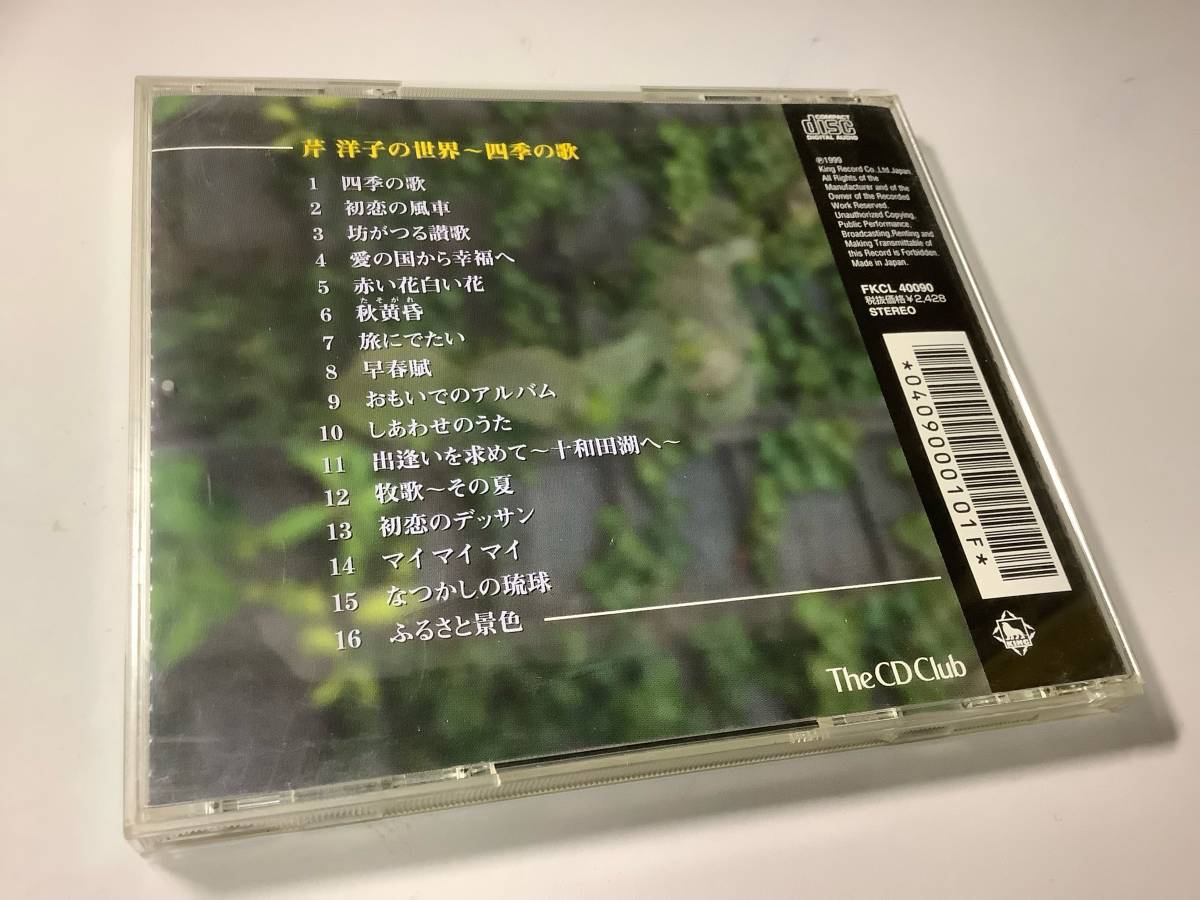 芹 洋子の世界～四季の歌
1 四季の歌
2 初恋の風車
3 坊がつる讃歌
4 愛の国から幸福へ
5 赤い花白い花
たそがれ
6 秋黄昏
7 旅にでたい
8 早春賦
9 おもいでのアルバム
10 しあわせのうた
11 出逢いを求めて～十和田湖へ～
12 牧歌～その夏
13 初恋のデッサン
14 マイ マイ マイ
15 なつかしの琉球
16 ふるさと景色
The CD Club
COMPACT
disc
DIGITAL AUDIO
℗1999
King Record Co.,Ltd.Japan.
All Rights of the
Manufacturer and of the
Owner of the Recorded
Work Reserved.
Unauthorized Copying,
Public Performance,
Broadcasting,Renting and
Making Transmittable of
this Record is Forbidden.
Made in Japan.
FKCL 40090
税抜価格¥2,428
STEREO
*0409000101F*
KING